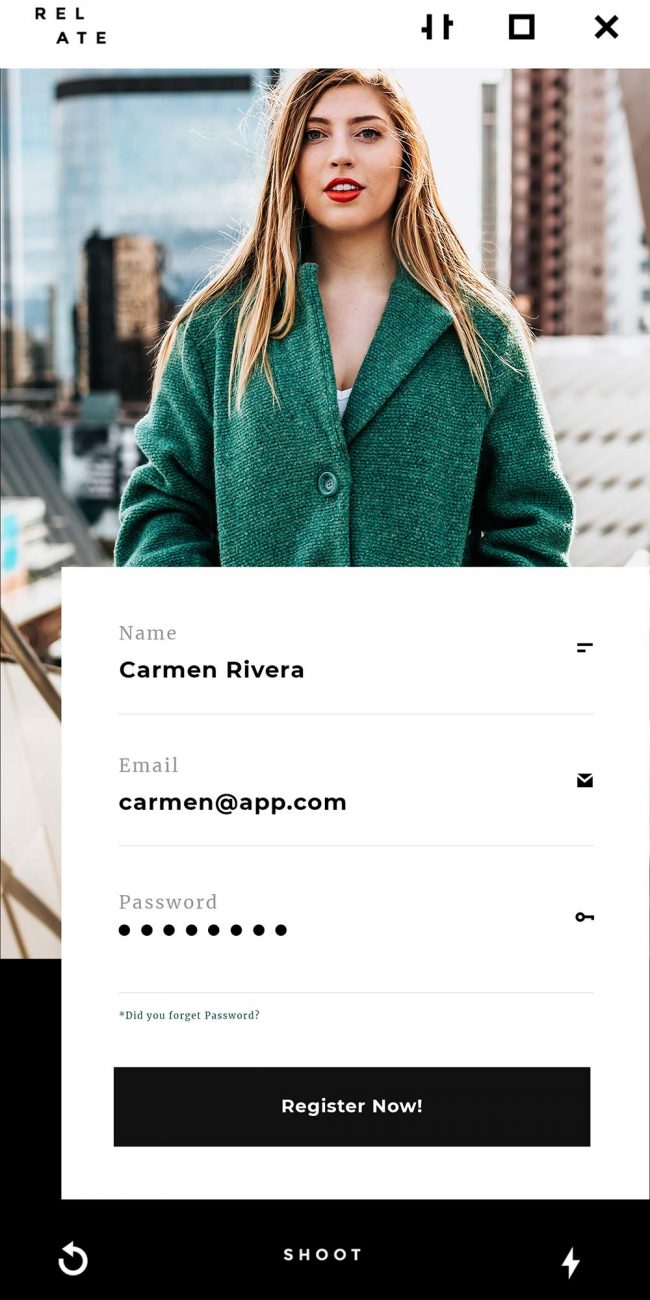 REL
ATE
Name
Carmen Rivera
Email
carmen@app.com
Password
*Did you forget Password?
Register Now!
SHOOT